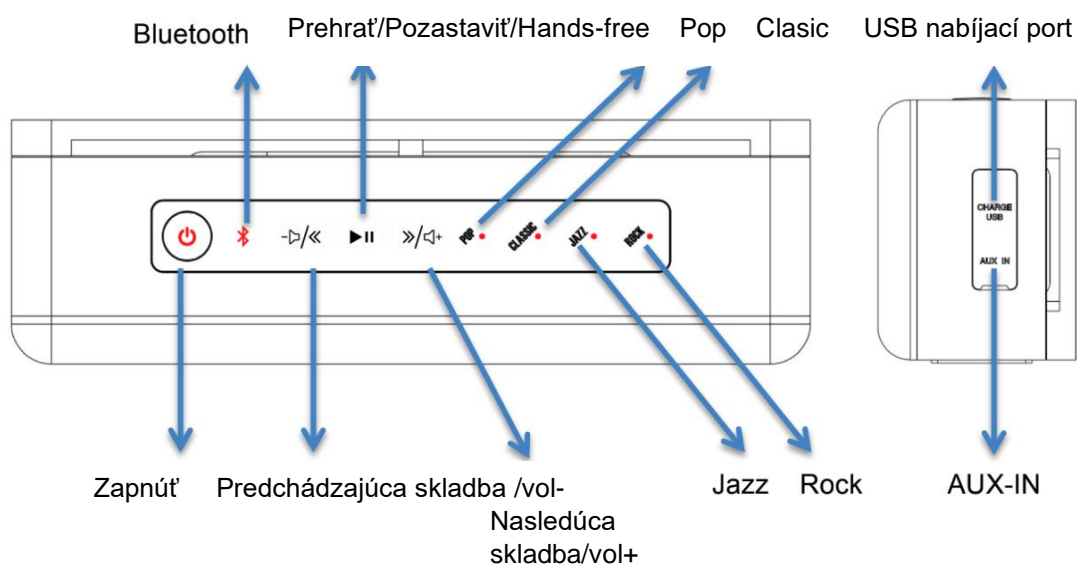 Bluetooth
Prehrať/Pozastaviť/Hands-free
Pop
Clasic
USB nabíjací port
POP
CLASSIC
JAZZ
ROCK
CHARGE
USB
AUX IN
Zapnúť
Predchádzajúca skladba /vol-
Nasledúca
skladba/vol+
Jazz
Rock
AUX-IN